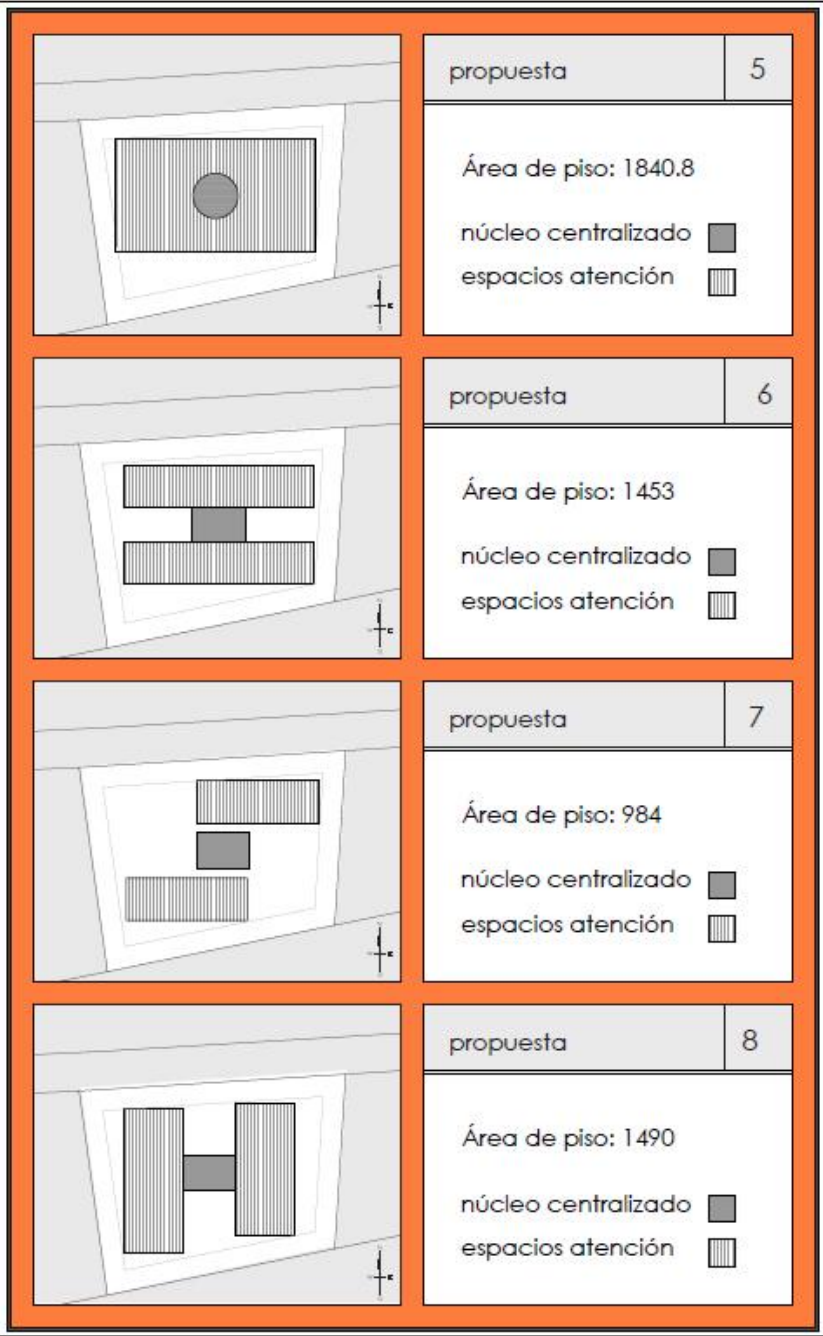 propuesta 5
Área de piso: 1840.8
núcleo centralizado
espacios atención
propuesta 6
Área de piso: 1453
núcleo centralizado
espacios atención
propuesta 7
Área de piso: 984
núcleo centralizado
espacios atención
propuesta 8
Área de piso: 1490
núcleo centralizado
espacios atención